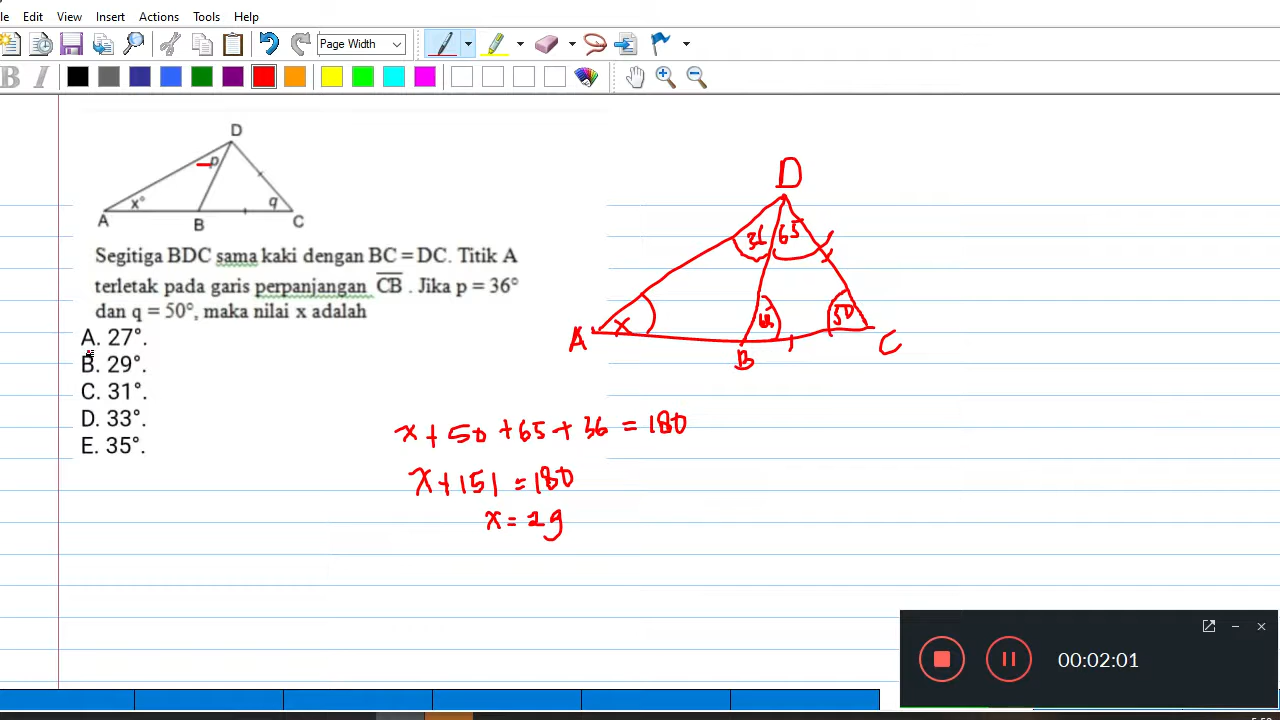 le Edit View Insert Actions Tools Help
Page Width
B I
D
p
x°
q
A
B
C
Segitiga BDC sama kaki dengan BC = DC. Titik A
terletak pada garis perpanjangan CB . Jika p = 36°
dan q = 50°, maka nilai x adalah
A. 27°.
B. 29°.
C. 31°.
D. 33°.
E. 35°.
D
36 65
x
50
A
B
C
x + 50 + 65 + 36 = 180
x + 151 = 180
x = 29
00:02:01